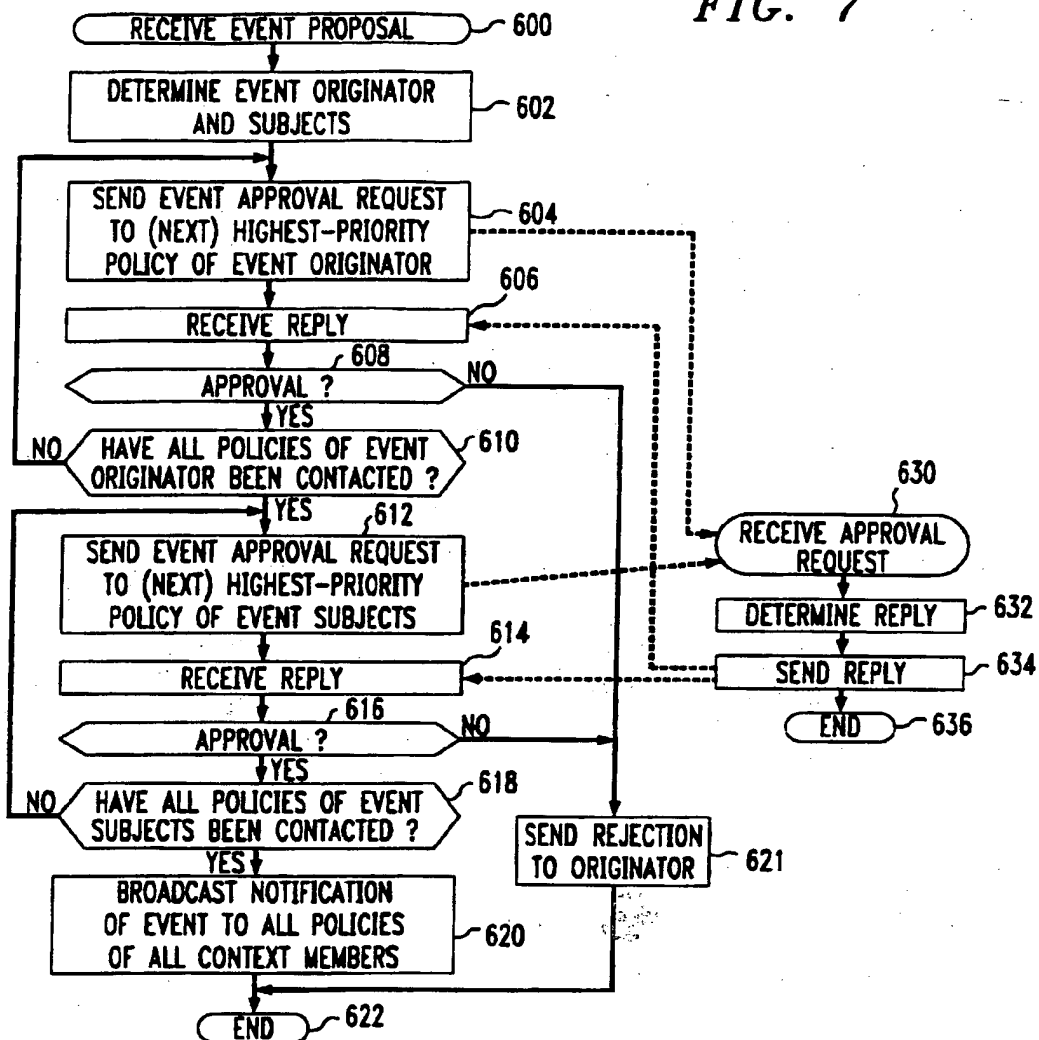 FIG. 7
RECEIVE EVENT PROPOSAL
600
DETERMINE EVENT ORIGINATOR
AND SUBJECTS
602
SEND EVENT APPROVAL REQUEST
TO (NEXT) HIGHEST-PRIORITY
POLICY OF EVENT ORIGINATOR
604
606
RECEIVE REPLY
608
APPROVAL ?
NO
YES
NO
HAVE ALL POLICIES OF EVENT
ORIGINATOR BEEN CONTACTED ?
610
YES
612
SEND EVENT APPROVAL REQUEST
TO (NEXT) HIGHEST-PRIORITY
POLICY OF EVENT SUBJECTS
614
RECEIVE REPLY
616
APPROVAL ?
NO
YES
NO
HAVE ALL POLICIES OF EVENT
SUBJECTS BEEN CONTACTED ?
618
YES
BROADCAST NOTIFICATION
OF EVENT TO ALL POLICIES
OF ALL CONTEXT MEMBERS
620
END
622
SEND REJECTION
TO ORIGINATOR
621
630
RECEIVE APPROVAL
REQUEST
DETERMINE REPLY
632
SEND REPLY
634
END
636